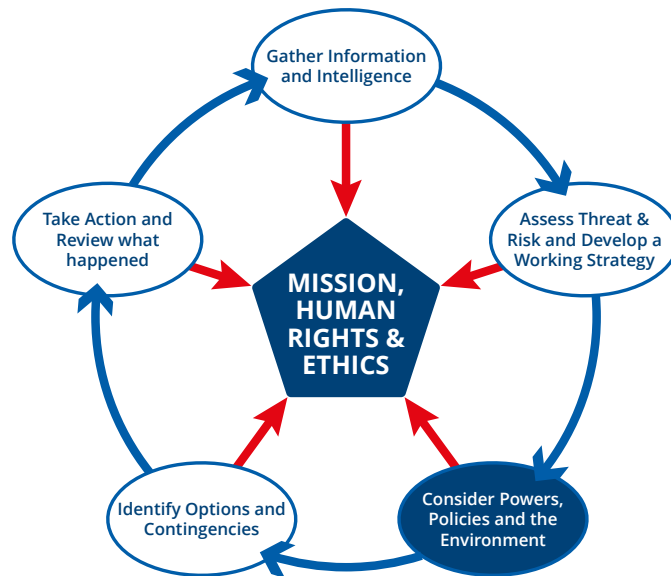 Gather Information
and Intelligence
Assess Threat &
Risk and Develop a
Working Strategy
Consider Powers,
Policies and the
Environment
Identify Options and
Contingencies
Take Action and
Review what
happened
MISSION,
HUMAN
RIGHTS &
ETHICS